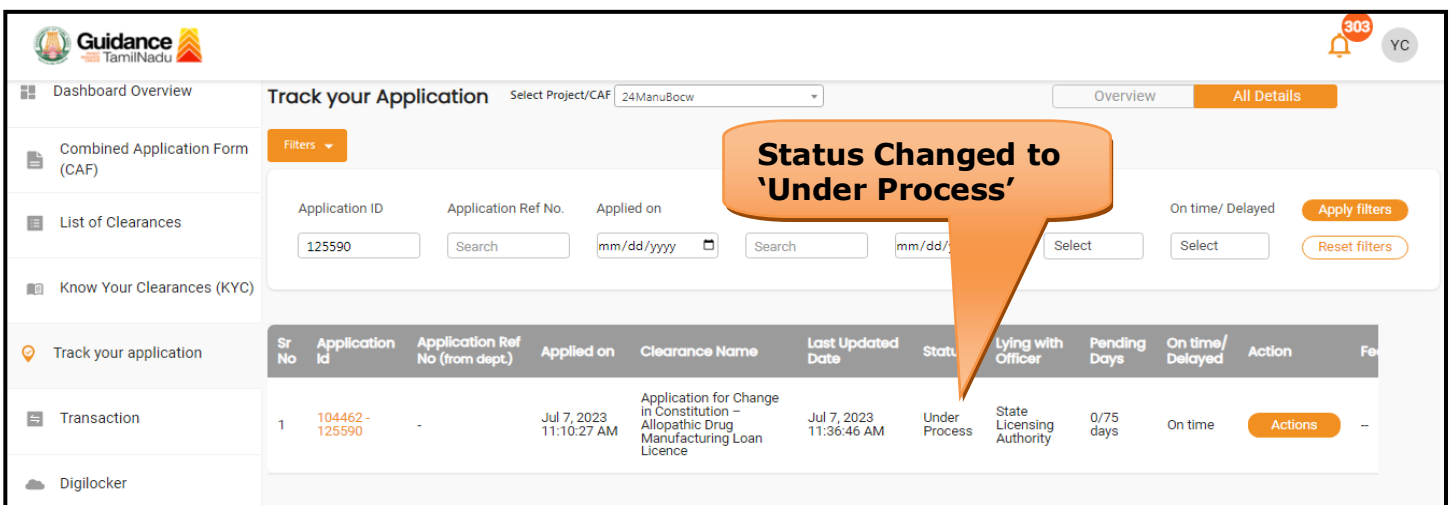 Guidance
TamilNadu
303
YC
Dashboard Overview
Track your Application
Select Project/CAF
24ManuBocw
Overview
All Details
Combined Application Form
(CAF)
Filters
Status Changed to
‘Under Process’
List of Clearances
Application ID
Application Ref No.
Applied on
On time/ Delayed
Apply filters
125590
Search
mm/dd/yyyy
Search
mm/dd/
Select
Select
Reset filters
Know Your Clearances (KYC)
Track your application
Sr
No
Application
Id
Application Ref
No (from dept.)
Applied on
Clearance Name
Last Updated
Date
Statu
Lying with
Officer
Pending
Days
On time/
Delayed
Action
Fe
Transaction
1
104462 -
125590
-
Jul 7, 2023
11:10:27 AM
Application for Change
in Constitution –
Allopathic Drug
Manufacturing Loan
Licence
Jul 7, 2023
11:36:46 AM
Under
Process
State
Licensing
Authority
0/75
days
On time
Actions
--
Digilocker